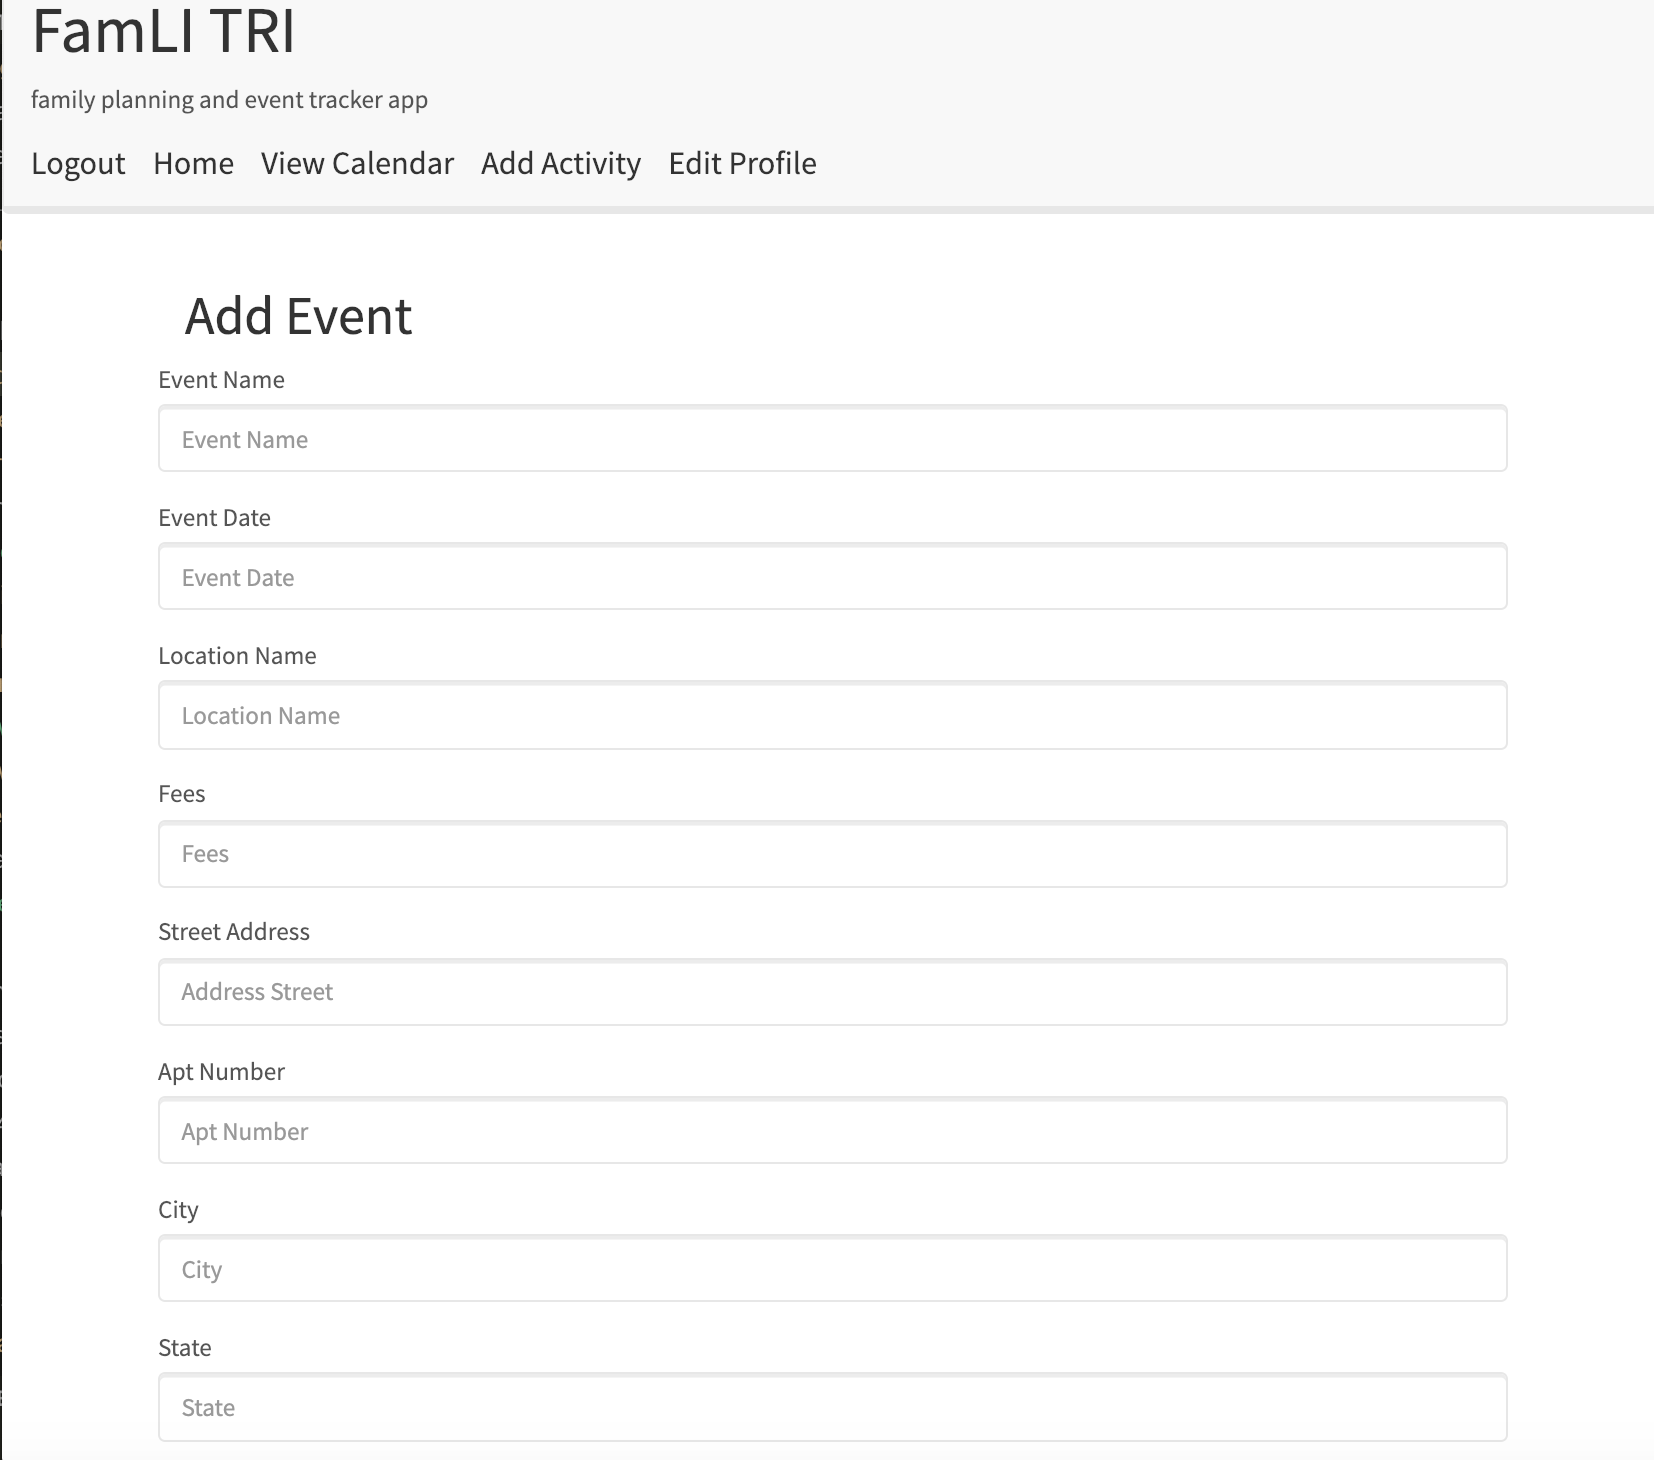 FamLI TRI
family planning and event tracker app
Logout Home View Calendar Add Activity Edit Profile
Add Event
Event Name
Event Name
Event Date
Event Date
Location Name
Location Name
Fees
Fees
Street Address
Address Street
Apt Number
Apt Number
City
City
State
State